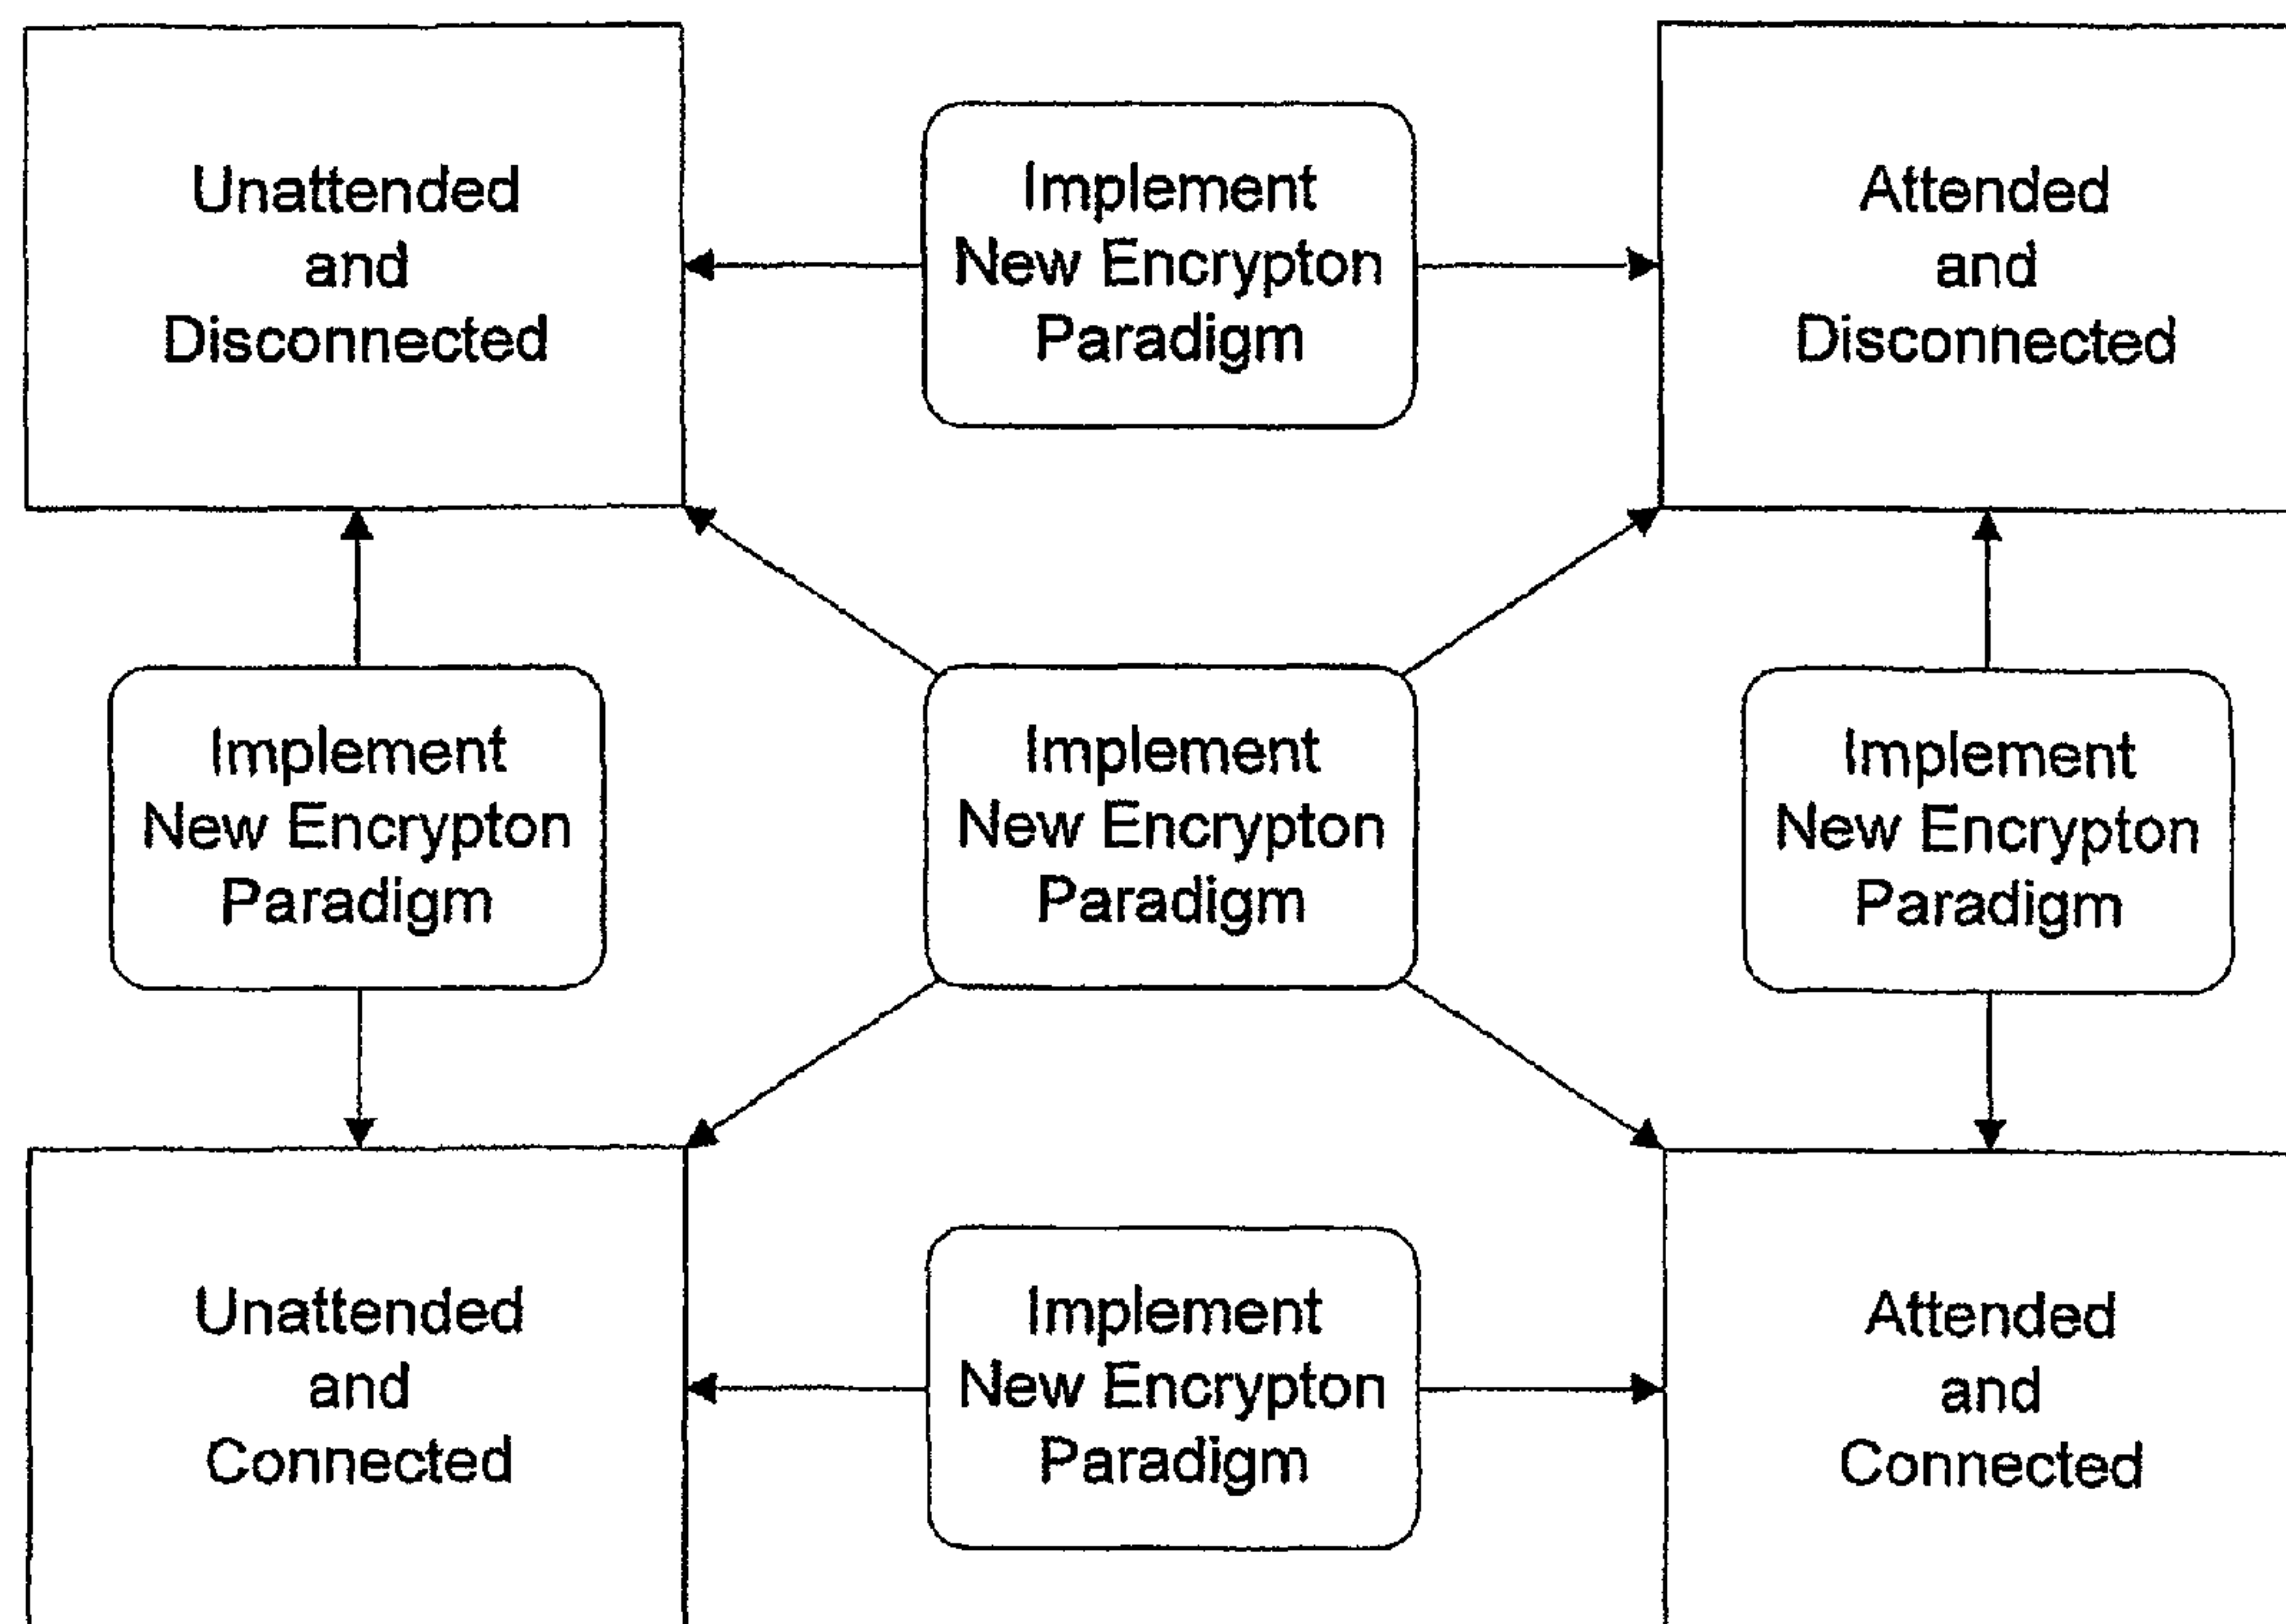 Unattended
and
Disconnected
Implement
New Encrypton
Paradigm
Attended
and
Disconnected
Implement
New Encrypton
Paradigm
Implement
New Encrypton
Paradigm
Implement
New Encrypton
Paradigm
Unattended
and
Connected
Implement
New Encrypton
Paradigm
Attended
and
Connected